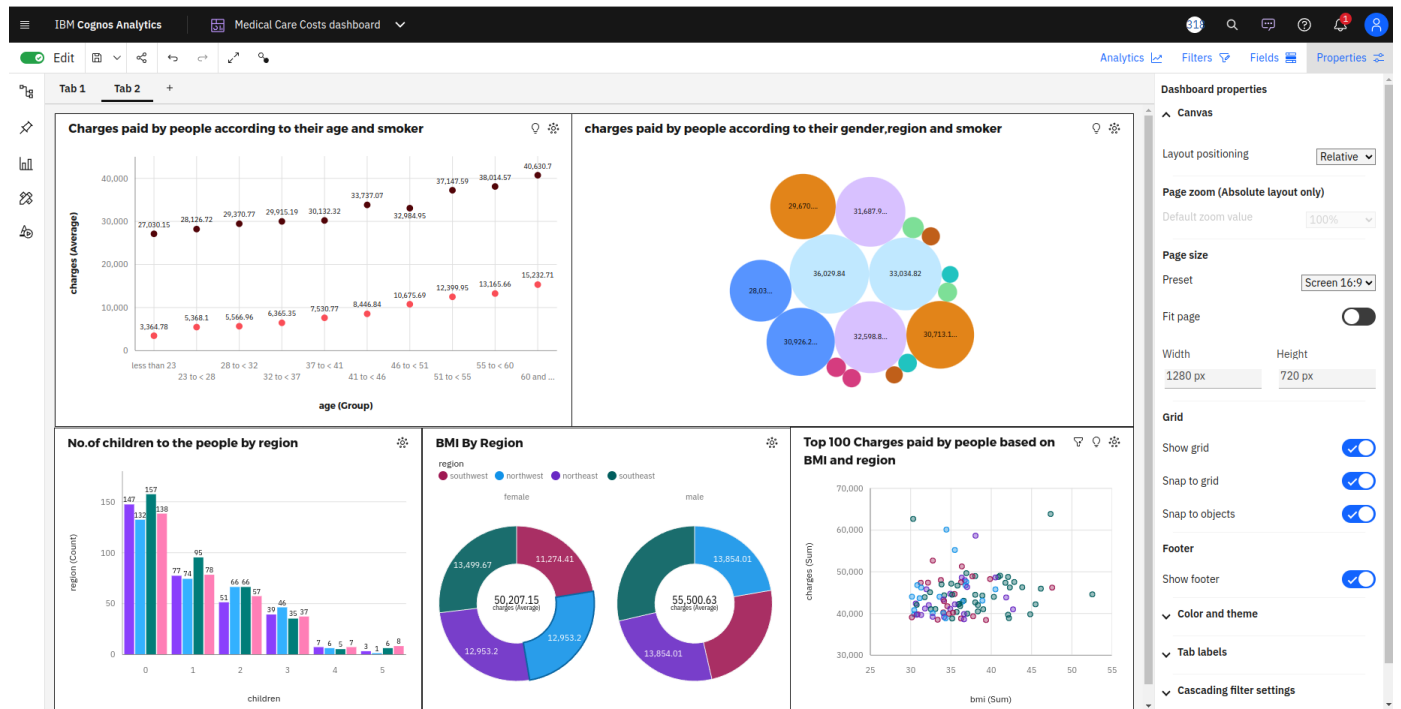 IBM Cognos Analytics
Medical Care Costs dashboard
318
1
Edit
Analytics
Filters
Fields
Properties
Tab 1
Tab 2
+
Charges paid by people according to their age and smoker
charges (Average)
40,000
30,000
20,000
10,000
0
27,030.15
28,126.72
29,370.77
29,915.19
30,132.32
33,737.07
32,984.95
37,147.59
38,014.57
40,630.7
3,364.78
5,368.1
5,566.96
6,365.35
7,530.77
8,446.84
10,675.69
12,399.95
13,165.66
15,232.71
less than 23
23 to < 28
28 to < 32
32 to < 37
37 to < 41
41 to < 46
46 to < 51
51 to < 55
55 to < 60
60 and ...
age (Group)
charges paid by people according to their gender,region and smoker
29,670....
31,687.9...
36,029.84
33,034.82
28,03...
30,926.2...
32,598.8...
30,713.1...
No.of children to the people by region
region (Count)
150
100
50
0
147
132
157
138
77
74
95
78
51
66
66
57
39
46
35
37
7
6
5
7
3
1
6
8
0
1
2
3
4
5
children
BMI By Region
region
southwest
northwest
northeast
southeast
female
male
13,499.67
11,274.41
50,207.15
charges (Average)
12,953.2
12,953.2
13,854.01
55,500.63
charges (Average)
13,854.01
Top 100 Charges paid by people based on
BMI and region
charges (Sum)
70,000
60,000
50,000
40,000
30,000
25
30
35
40
45
50
55
bmi (Sum)
Dashboard properties
Canvas
Layout positioning
Relative
Page zoom (Absolute layout only)
Default zoom value
100%
Page size
Preset
Screen 16:9
Fit page
Width
Height
1280 px
720 px
Grid
Show grid
Snap to grid
Snap to objects
Footer
Show footer
Color and theme
Tab labels
Cascading filter settings